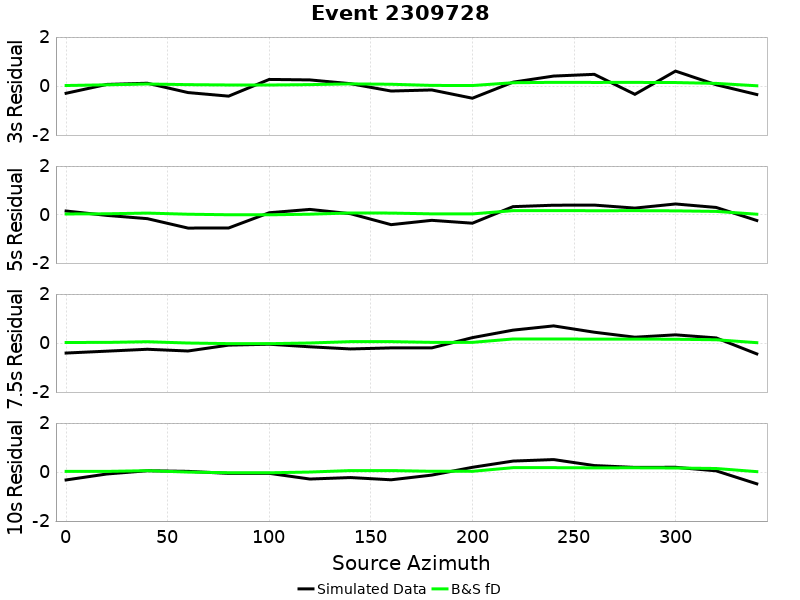 Event 2309728
3s Residual
2
0
-2
5s Residual
2
0
-2
7.5s Residual
2
0
-2
10s Residual
2
0
-2
0 50 100 150 200 250 300
Source Azimuth
Simulated Data B&S fD